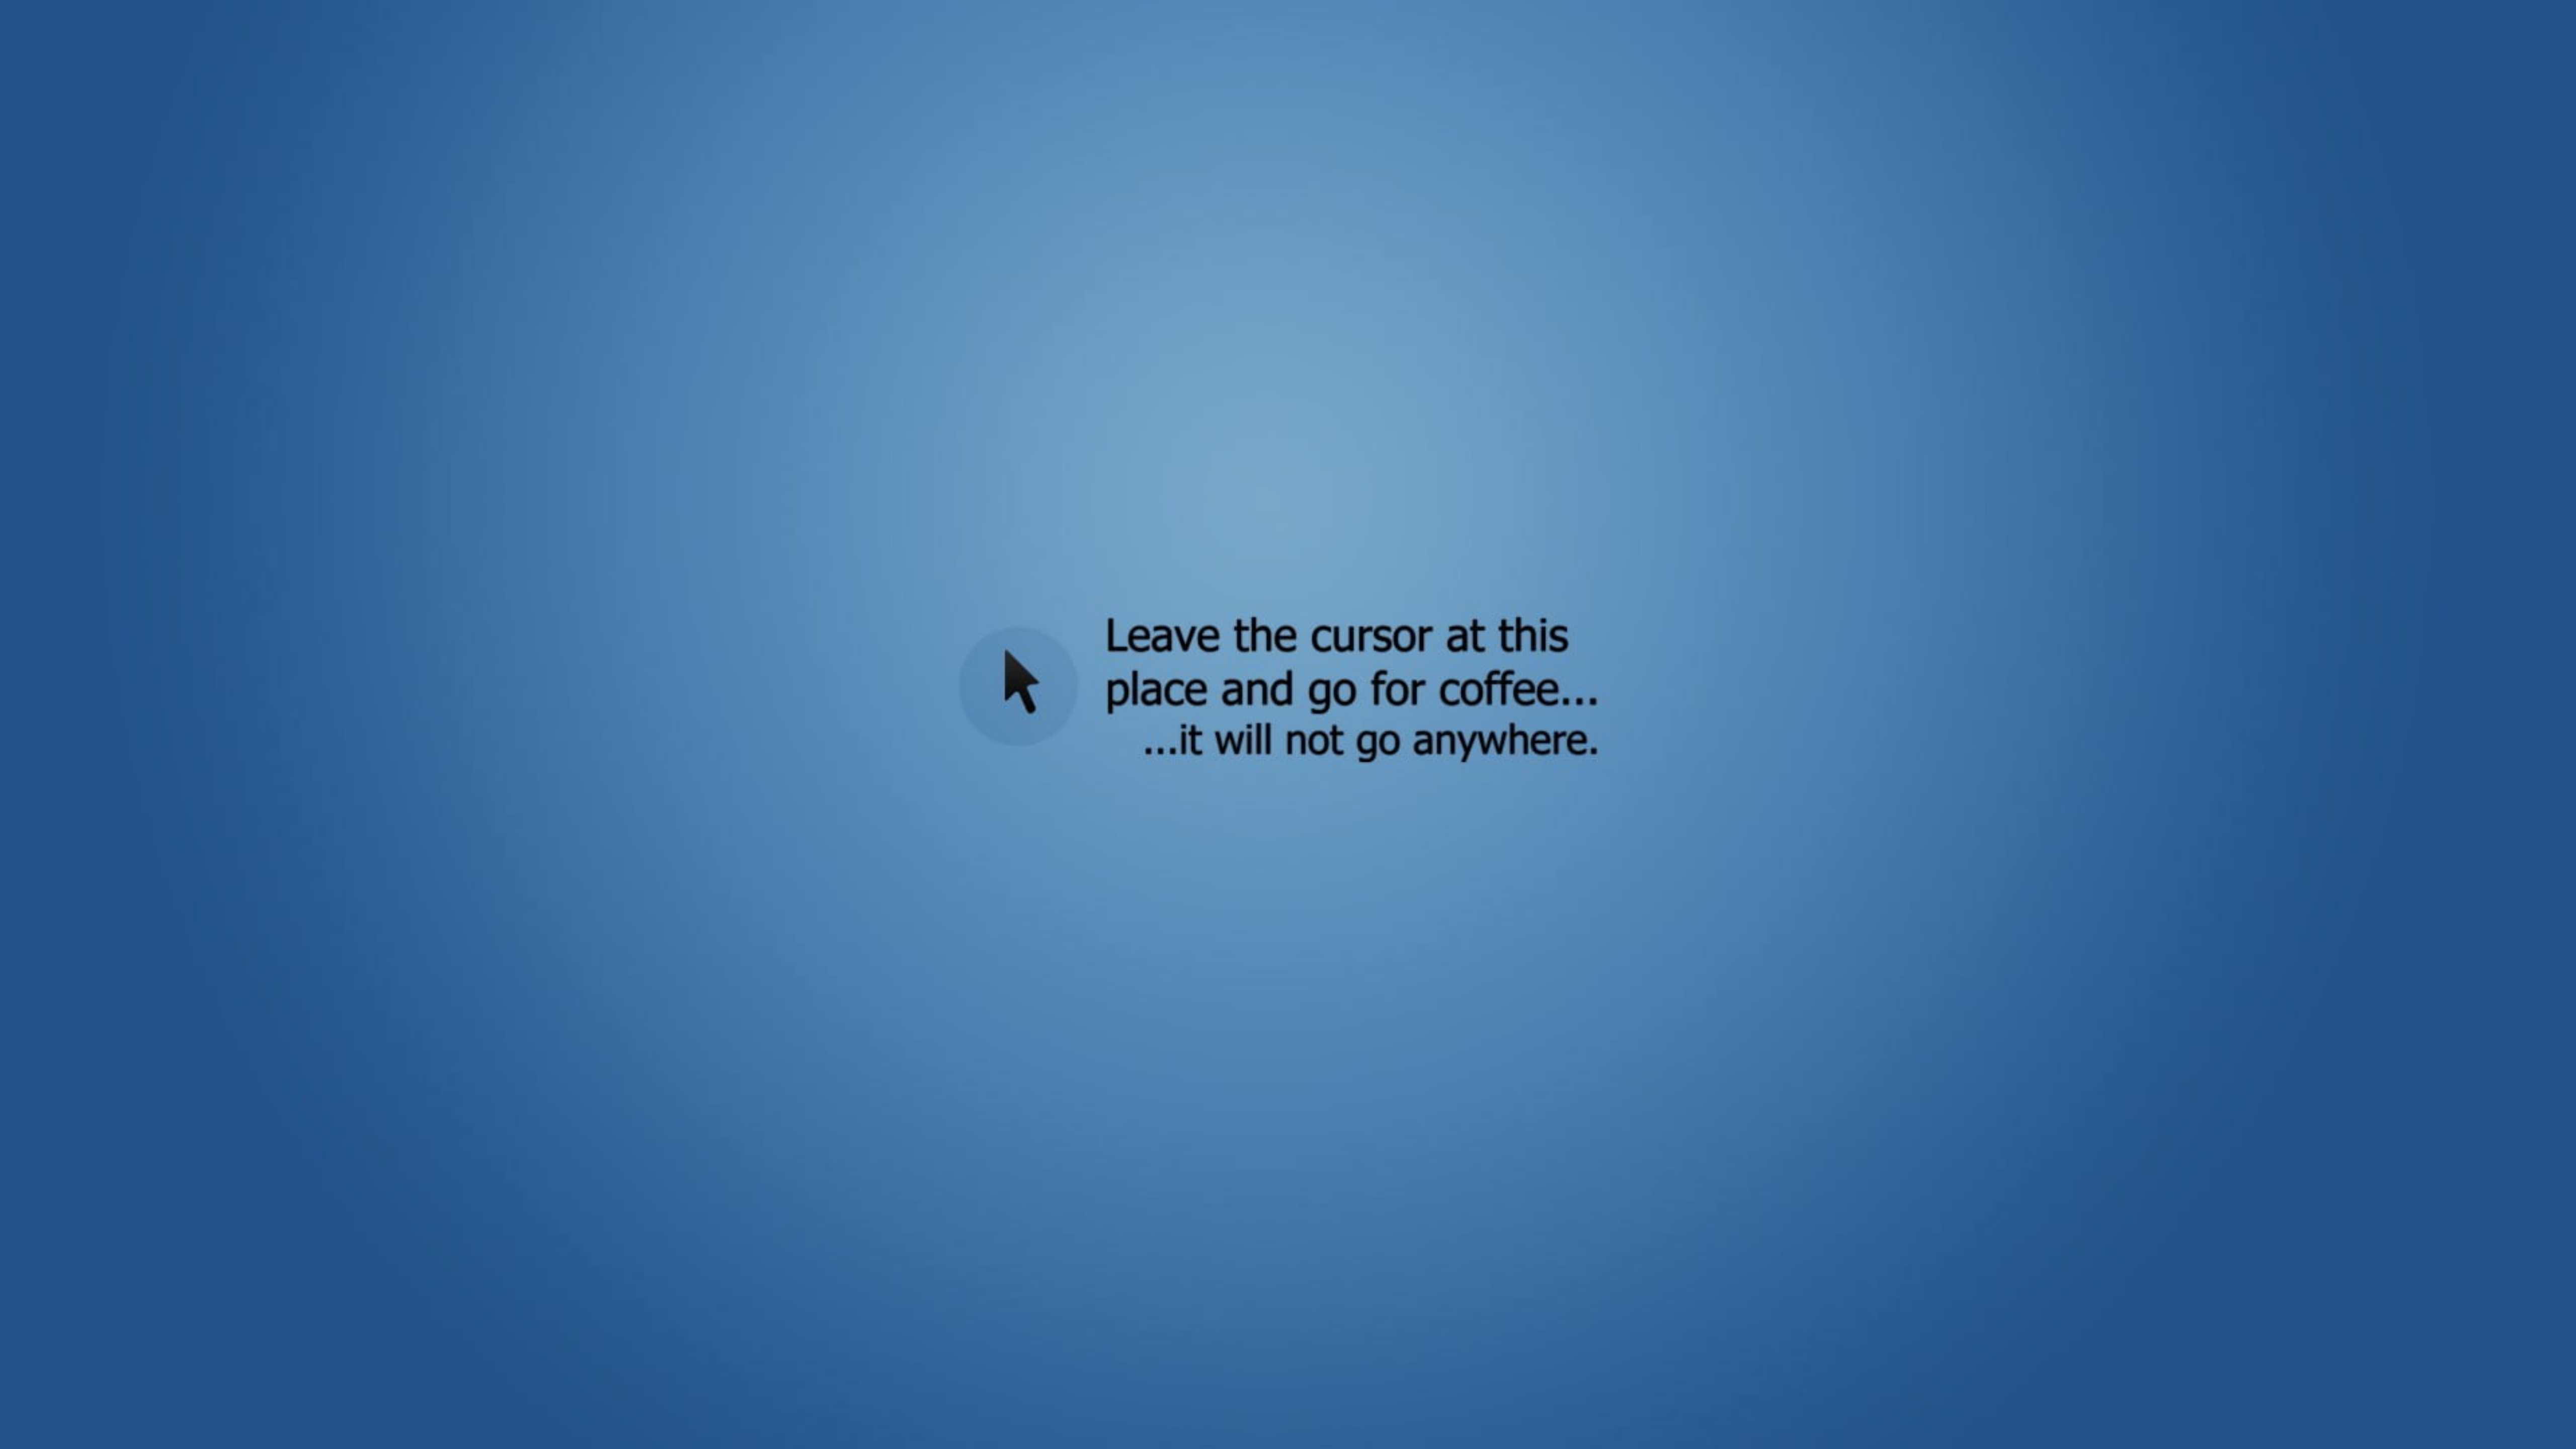 Leave the cursor at this
place and go for coffee...
...it will not go anywhere.